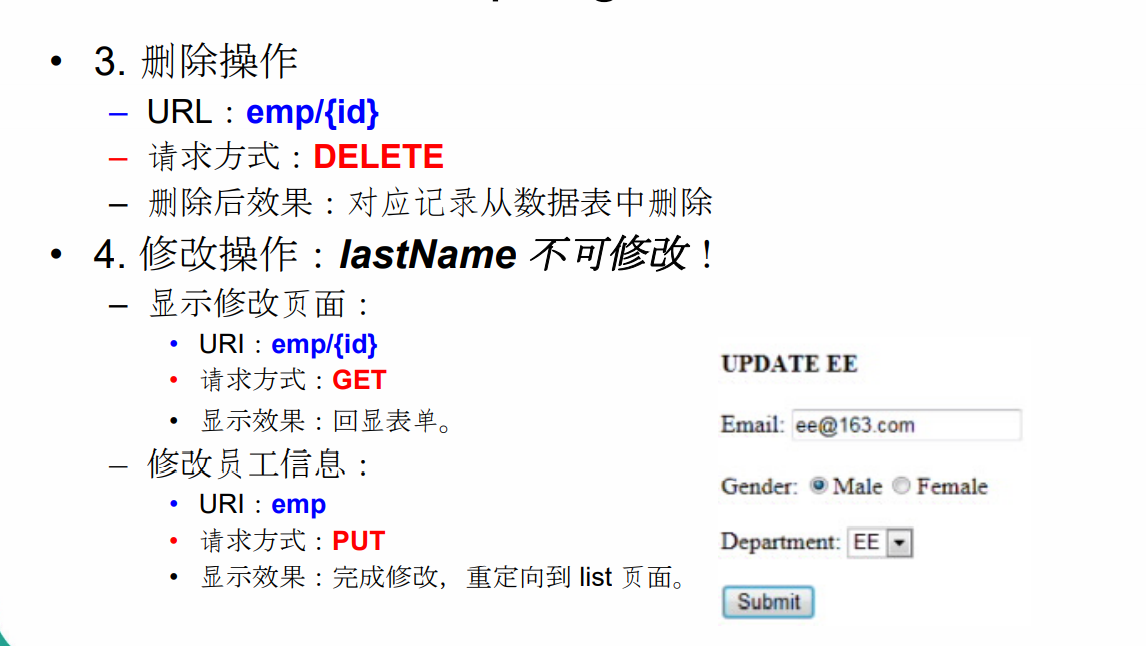 • 3. 删除操作
– URL：emp/{id}
– 请求方式：DELETE
– 删除后效果：对应记录从数据表中删除
• 4. 修改操作：lastName 不可修改！
– 显示修改页面：
• URI：emp/{id}
• 请求方式：GET
• 显示效果：回显表单。
– 修改员工信息：
• URI：emp
• 请求方式：PUT
• 显示效果：完成修改，重定向到 list 页面。
UPDATE EE
Email: ee@163.com
Gender: Male Female
Department: EE
Submit